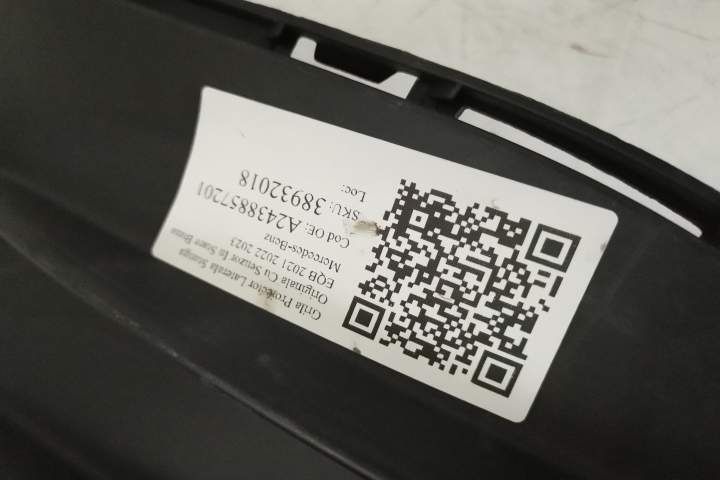 Grila Proiector Laterala Stanga
Originala Cu Senzor In Stare Buna
EQB 2021 2022 2023
Mercedes-Benz
Cod OE: A2438857201
SKU: 38932018
Loc: